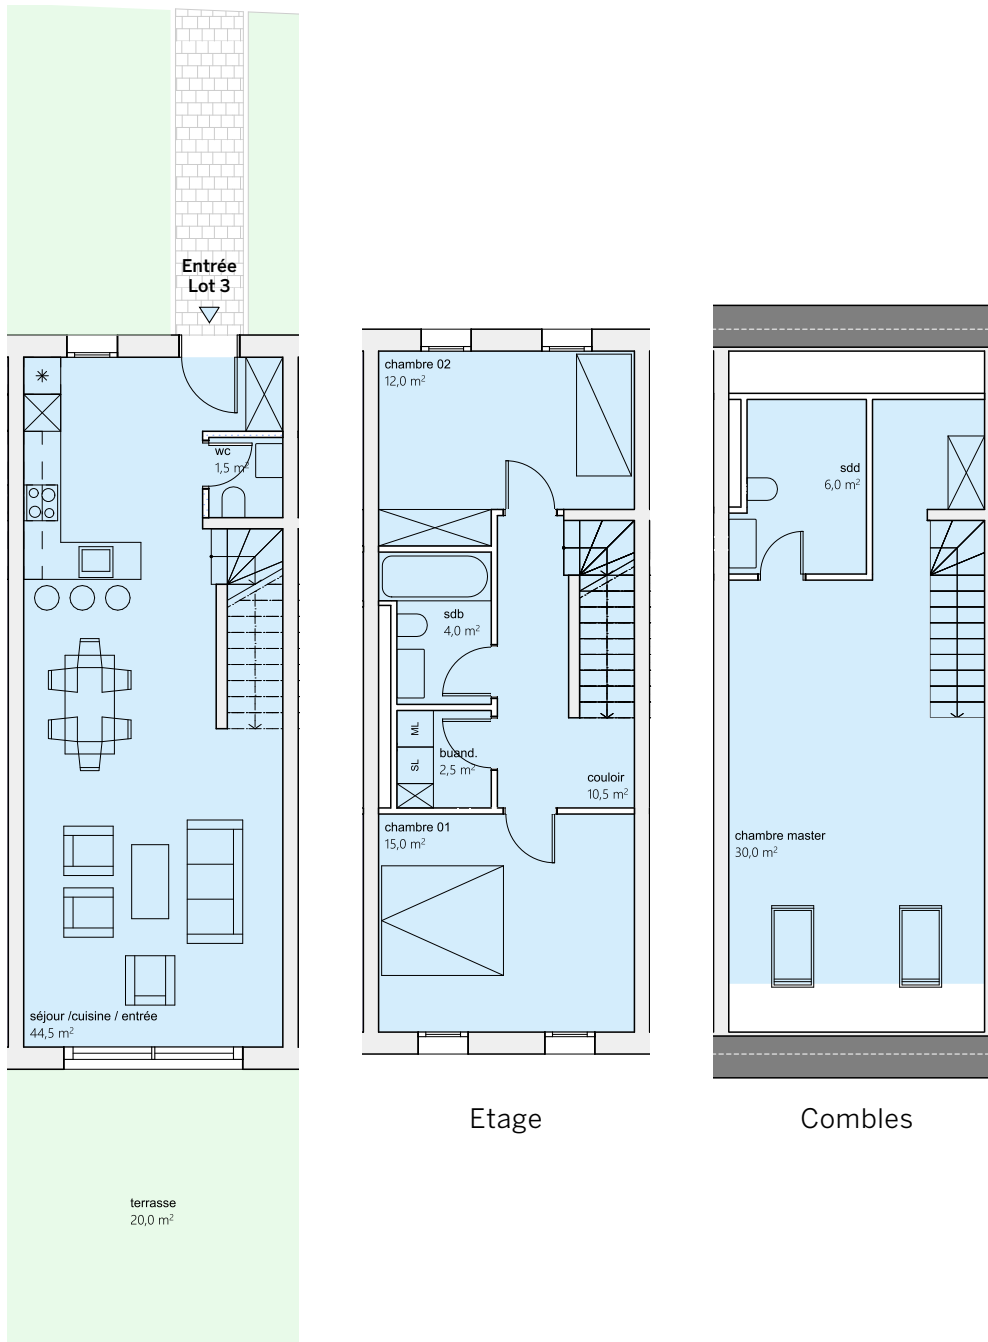 Entrée
Lot 3
wc
1,5 m²
séjour /cuisine / entrée
44,5 m²
terrasse
20,0 m²
chambre 02
12,0 m²
sdb
4,0 m²
ML
SL
buand.
2,5 m²
couloir
10,5 m²
chambre 01
15,0 m²
Etage
sdd
6,0 m²
chambre master
30,0 m²
Combles